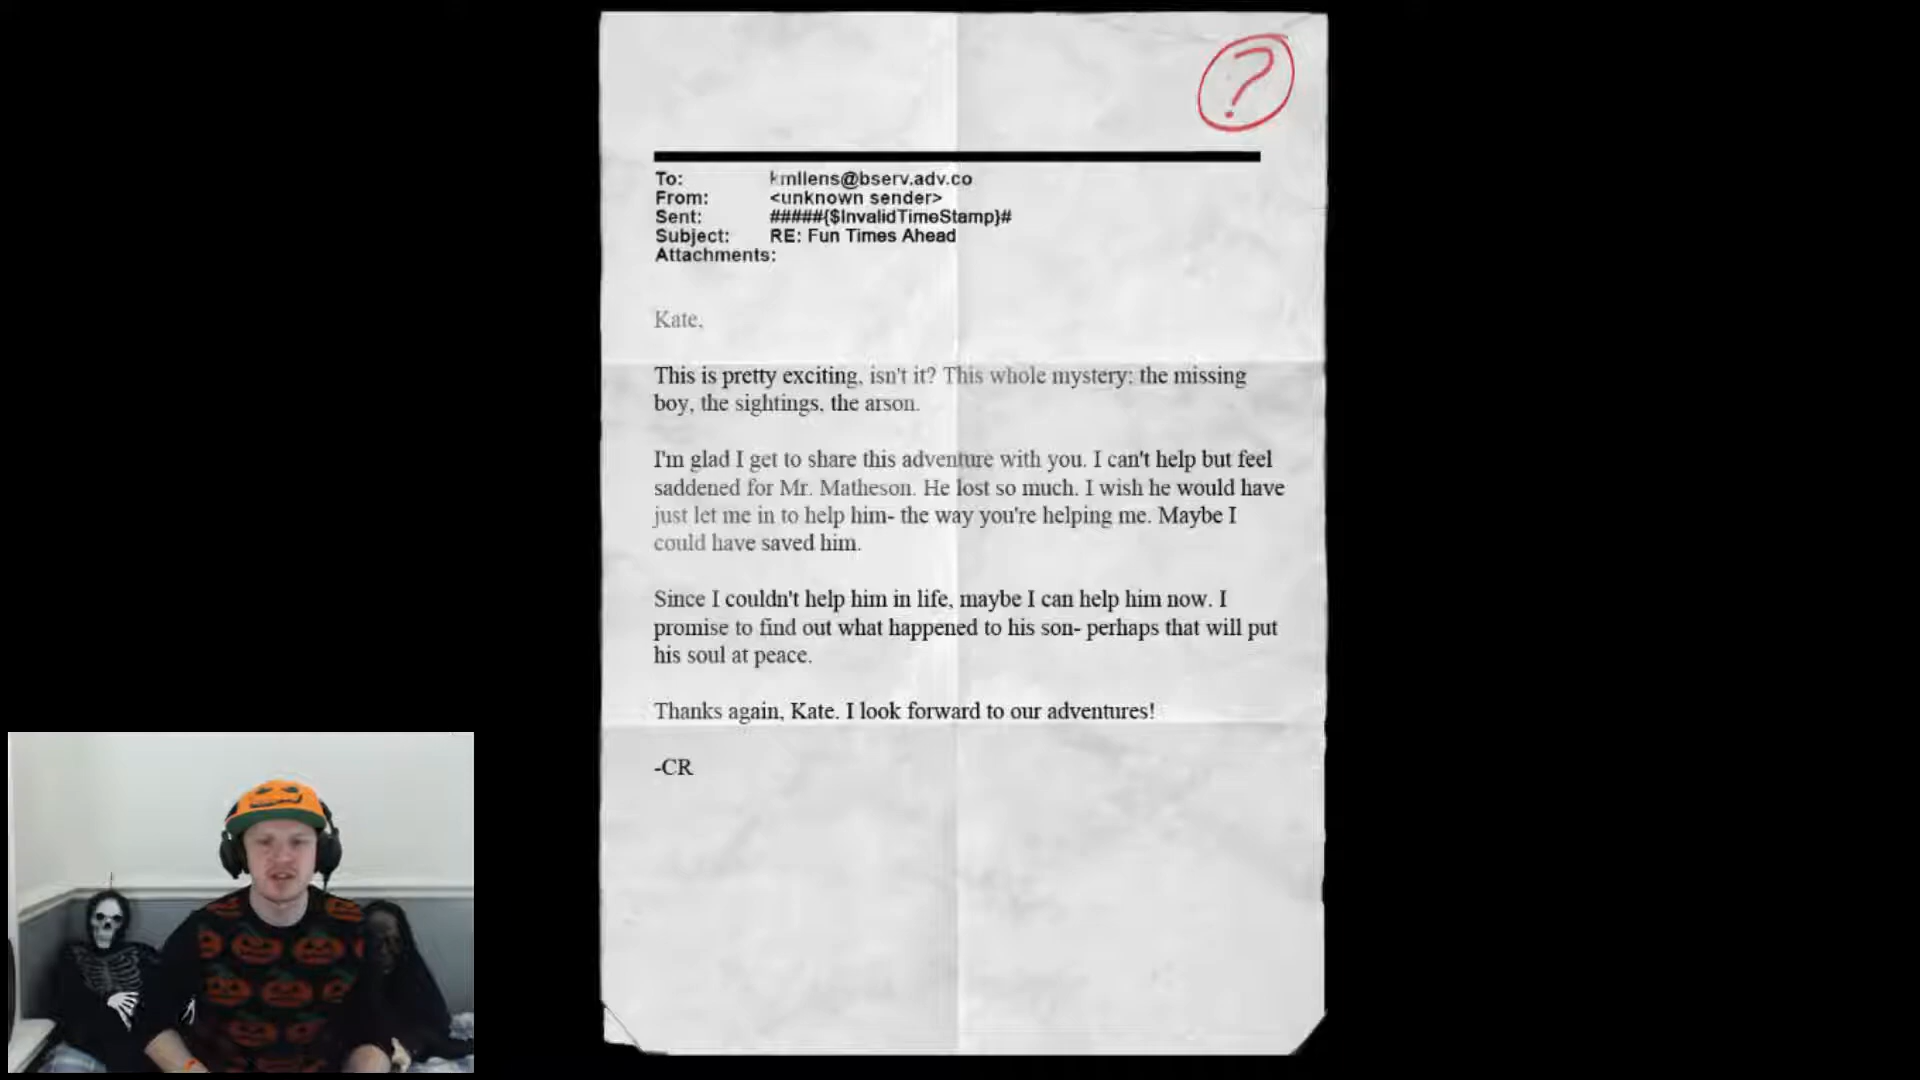 ?
To: kmllens@bserv.adv.co
From: <unknown sender>
Sent: #####{$InvalidTimeStamp}#
Subject: RE: Fun Times Ahead
Attachments:
Kate,
This is pretty exciting, isn't it? This whole mystery: the missing
boy, the sightings, the arson.
I'm glad I get to share this adventure with you. I can't help but feel
saddened for Mr. Matheson. He lost so much. I wish he would have
just let me in to help him- the way you're helping me. Maybe I
could have saved him.
Since I couldn't help him in life, maybe I can help him now. I
promise to find out what happened to his son- perhaps that will put
his soul at peace.
Thanks again, Kate. I look forward to our adventures!
-CR